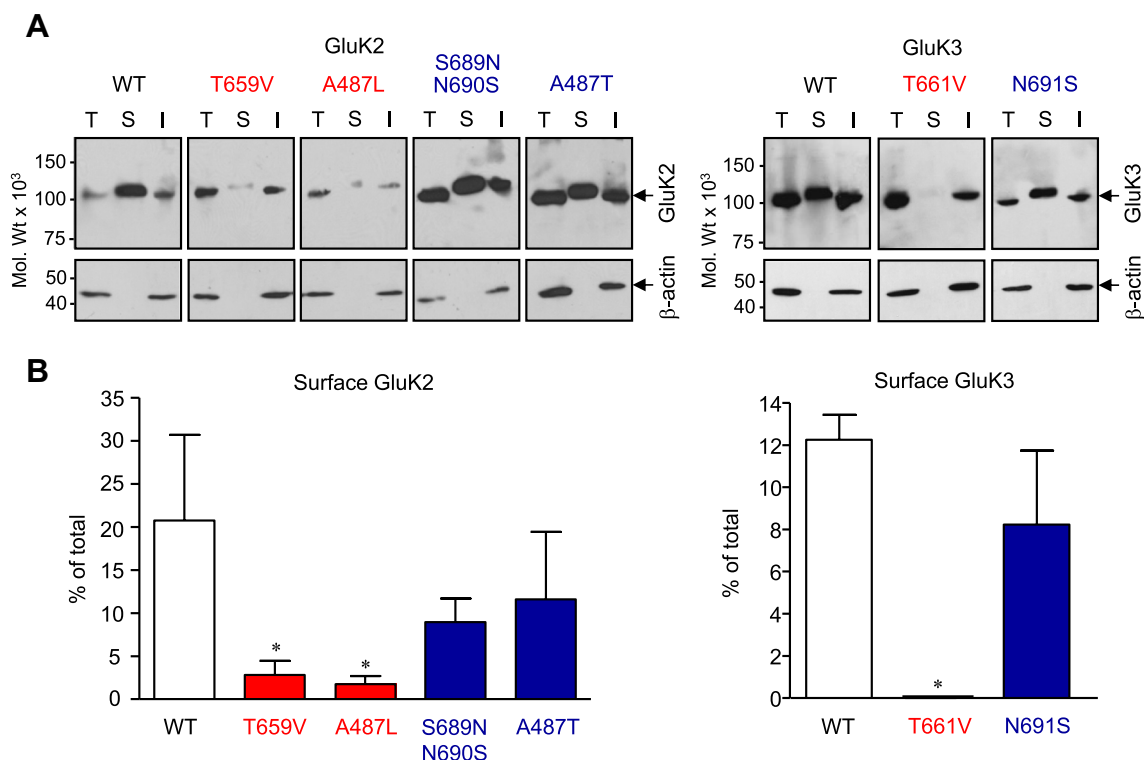 A
GluK2
WT T659V A487L S689N A487T
N690S
T S I T S I T S I T S I T S I
Mol. Wt x 10³
150
100
75
GluK2
50
40
β-actin
GluK3
WT T661V N691S
T S I T S I T S I
Mol. Wt x 10³
150
100
75
GluK3
50
40
β-actin
B
Surface GluK2
% of total
35
30
25
20
15
10
5
0
* *
WT T659V A487L S689N A487T
N690S
Surface GluK3
% of total
14
12
10
8
6
4
2
0
*
WT T661V N691S